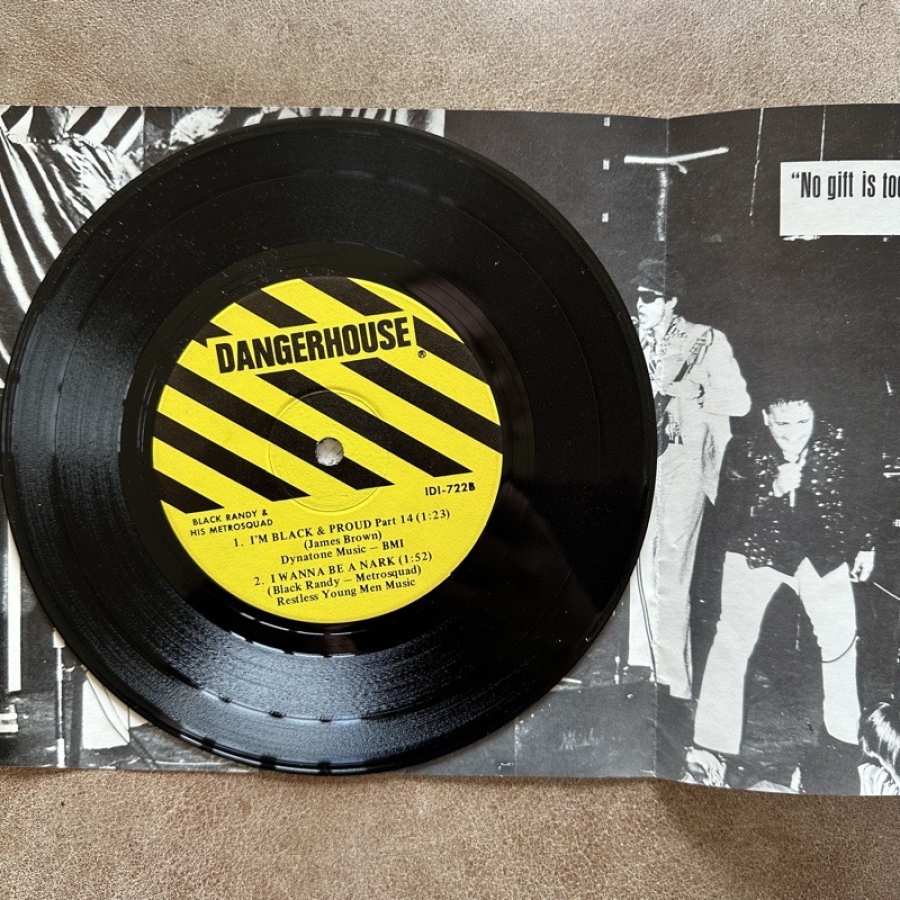 "No gift is too
DANGERHOUSE®
IDI-722B
BLACK RANDY &
HIS METROSQUAD
1. I'M BLACK & PROUD Part 14 (1:23)
(James Brown)
Dynatone Music — BMI
2. I WANNA BE A NARK (1:52)
(Black Randy — Metrosquad)
Restless Young Men Music